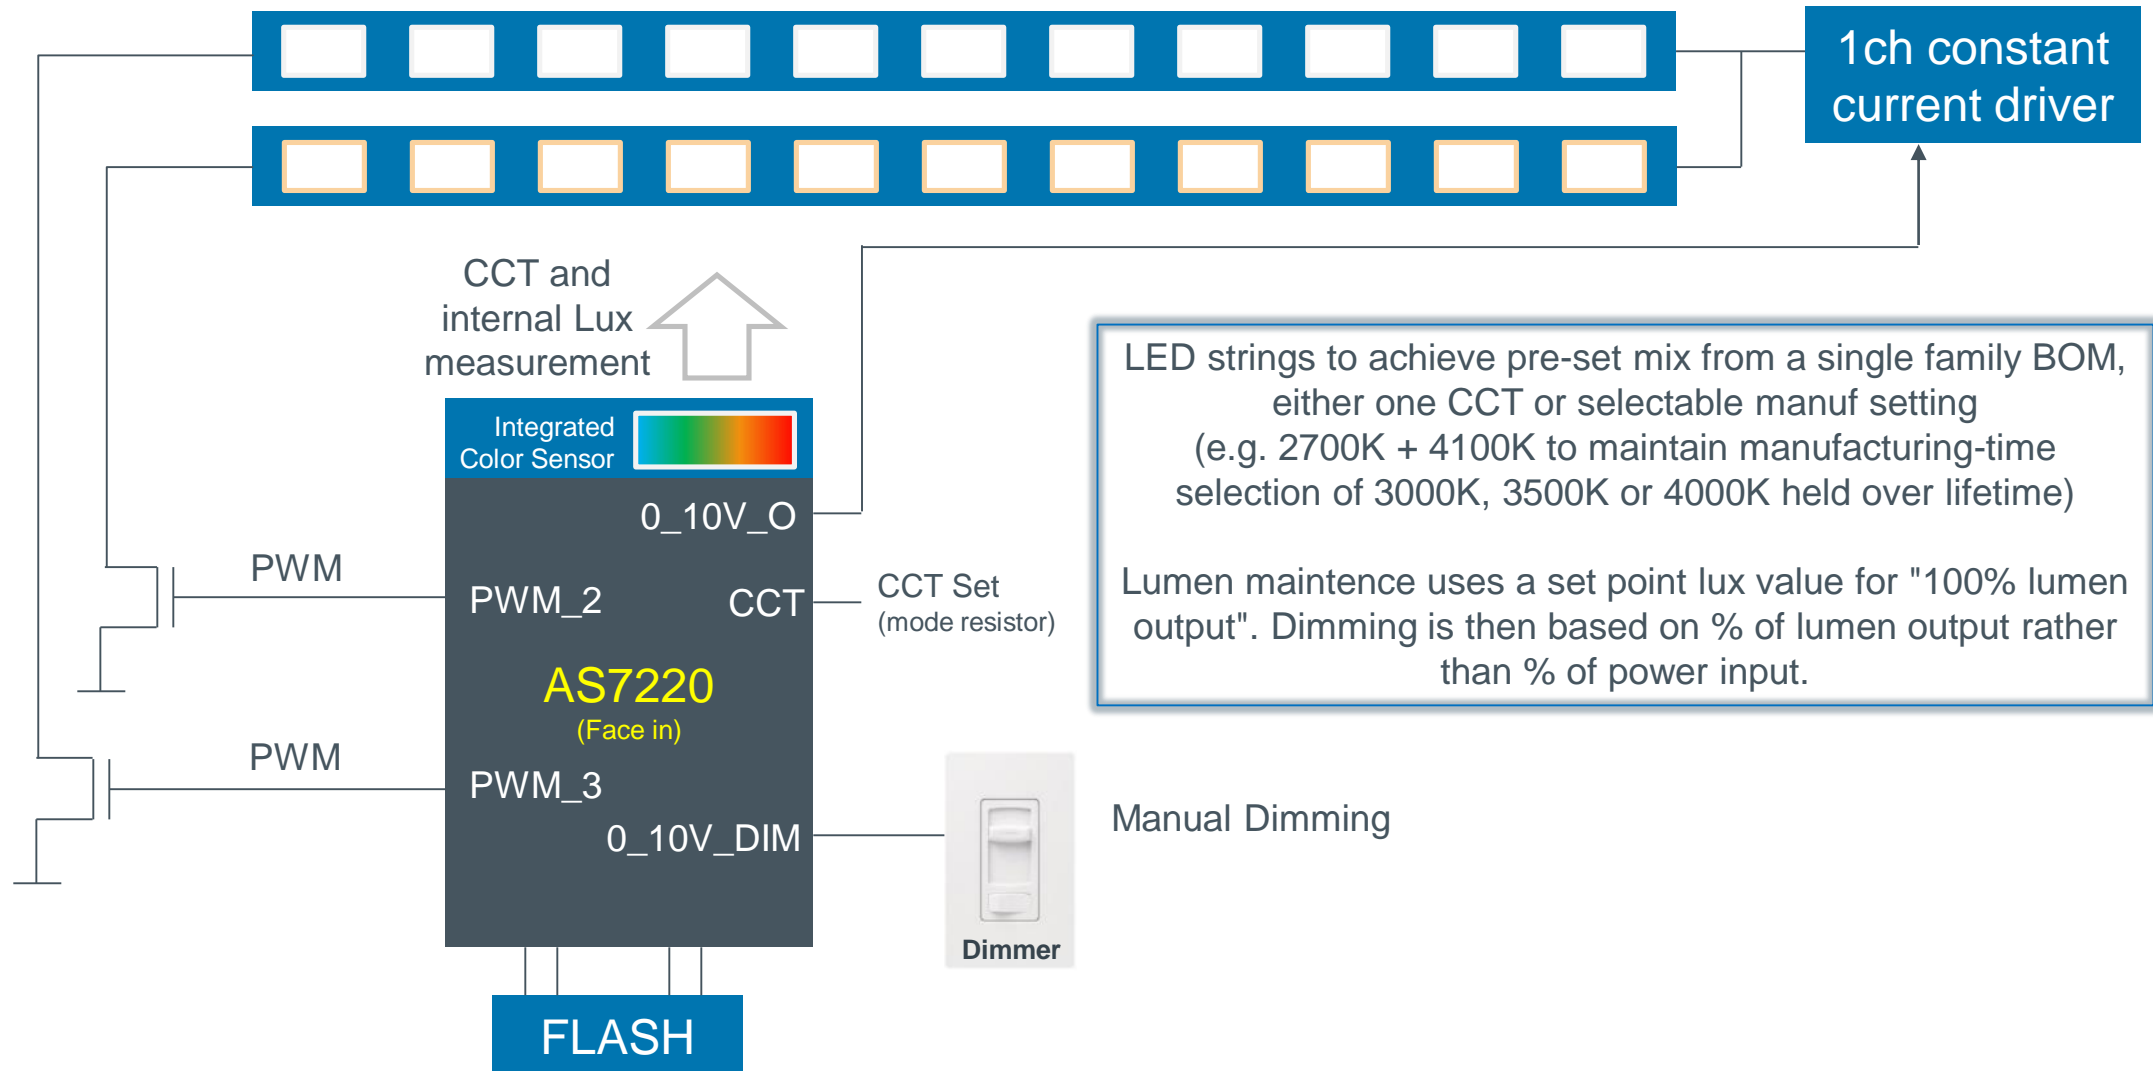 1ch constant
current driver
CCT and
internal Lux
measurement
Integrated
Color Sensor
0_10V_O
PWM
PWM_2
CCT
CCT Set
(mode resistor)
AS7220
(Face in)
PWM
PWM_3
0_10V_DIM
Dimmer
Manual Dimming
FLASH
LED strings to achieve pre-set mix from a single family BOM,
either one CCT or selectable manuf setting
(e.g. 2700K + 4100K to maintain manufacturing-time
selection of 3000K, 3500K or 4000K held over lifetime)
Lumen maintence uses a set point lux value for "100% lumen
output". Dimming is then based on % of lumen output rather
than % of power input.